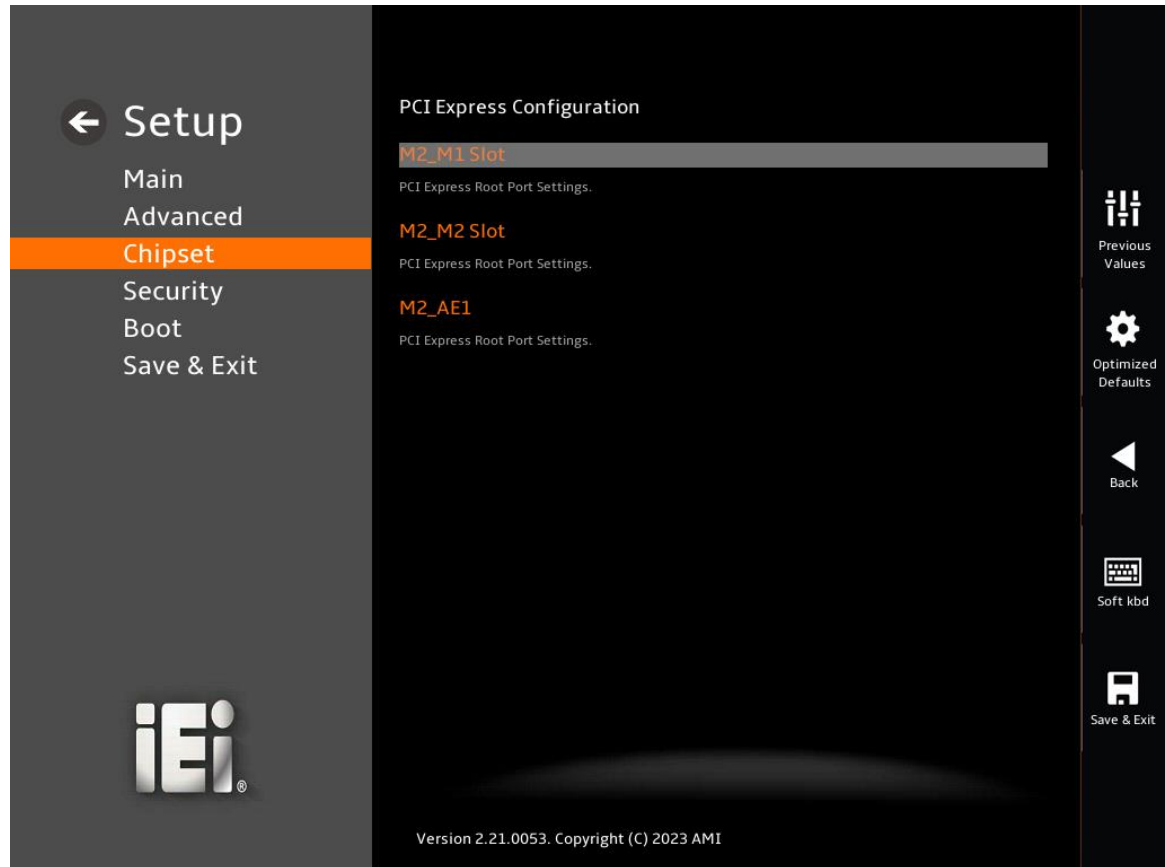 Setup
Main
Advanced
Chipset
Security
Boot
Save & Exit
iEi®
PCI Express Configuration
M2_M1 Slot
PCI Express Root Port Settings.
M2_M2 Slot
PCI Express Root Port Settings.
M2_AE1
PCI Express Root Port Settings.
Version 2.21.0053. Copyright (C) 2023 AMI
Previous
Values
Optimized
Defaults
Back
Soft kbd
Save & Exit